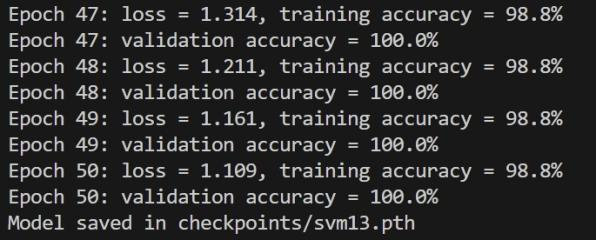 Epoch 47: loss = 1.314, training accuracy = 98.8%
Epoch 47: validation accuracy = 100.0%
Epoch 48: loss = 1.211, training accuracy = 98.8%
Epoch 48: validation accuracy = 100.0%
Epoch 49: loss = 1.161, training accuracy = 98.8%
Epoch 49: validation accuracy = 100.0%
Epoch 50: loss = 1.109, training accuracy = 98.8%
Epoch 50: validation accuracy = 100.0%
Model saved in checkpoints/svm13.pth